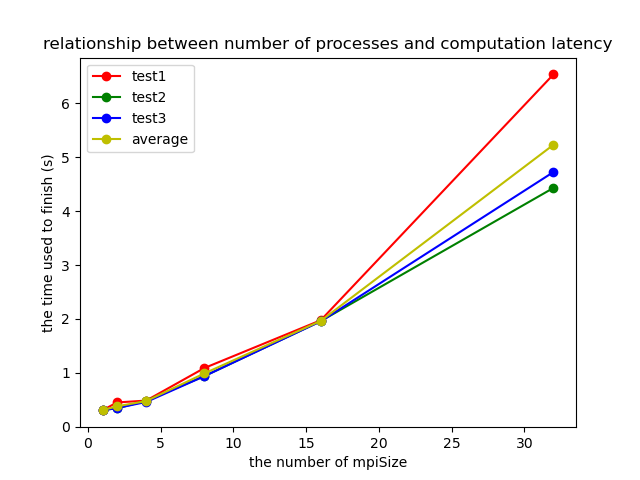 relationship between number of processes and computation latency
test1
test2
test3
average
the time used to finish (s)
6
5
4
3
2
1
0
0 5 10 15 20 25 30
the number of mpiSize